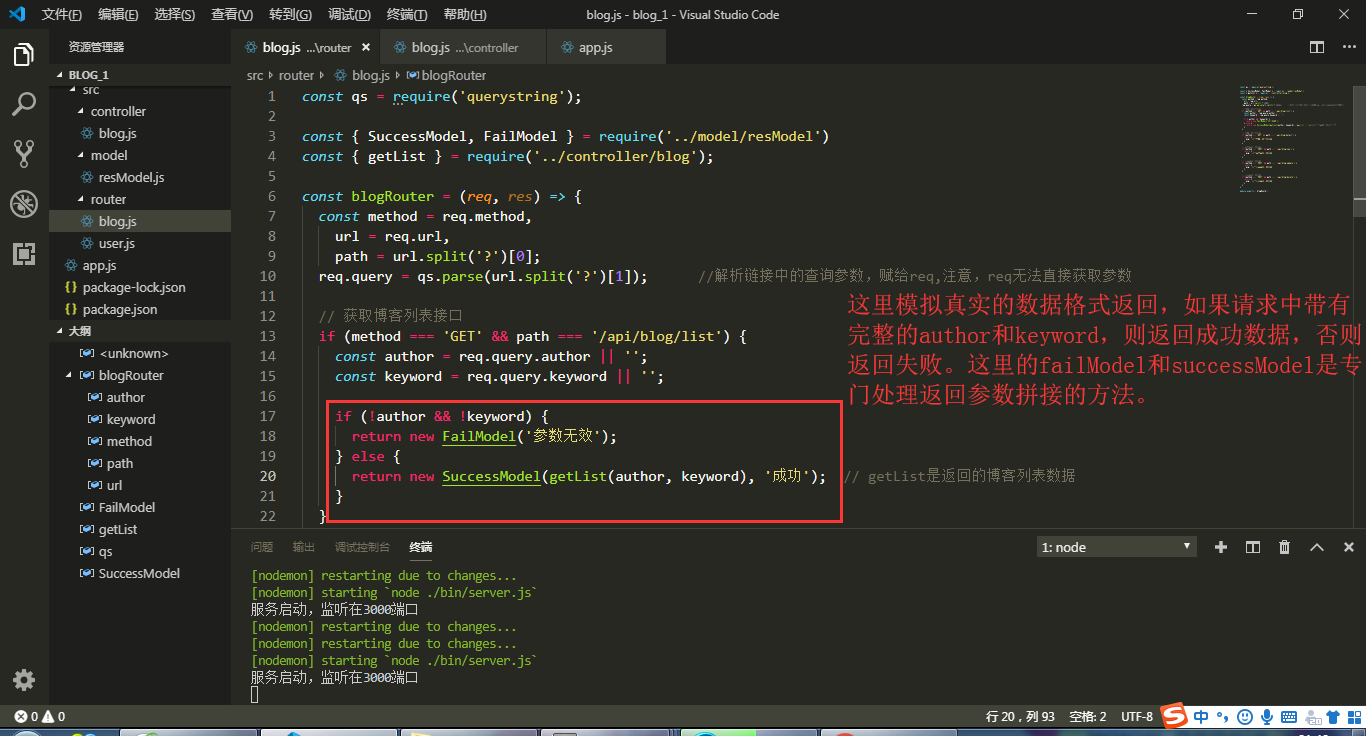 文件(F) 编辑(E) 选择(S) 查看(V) 转到(G) 调试(D) 终端(T) 帮助(H) blog.js - blog_1 - Visual Studio Code
资源管理器
BLOG_1
src
controller
blog.js
model
resModel.js
router
blog.js
user.js
app.js
package-lock.json
package.json
大纲
<unknown>
blogRouter
author
keyword
method
path
url
FailModel
getList
qs
SuccessModel
blog.js ...\router × blog.js ...\controller app.js
src router blog.js blogRouter
1 const qs = require('querystring');
2
3 const { SuccessModel, FailModel } = require('../model/resModel')
4 const { getList } = require('../controller/blog');
5
6 const blogRouter = (req, res) => {
7 const method = req.method,
8 url = req.url,
9 path = url.split('?')[0];
10 req.query = qs.parse(url.split('?')[1]); //解析链接中的查询参数，赋给req,注意，req无法直接获取参数
11
12 // 获取博客列表接口
13 if (method === 'GET' && path === '/api/blog/list') {
14 const author = req.query.author || '';
15 const keyword = req.query.keyword || '';
16
17 if (!author && !keyword) {
18 return new FailModel('参数无效');
19 } else {
20 return new SuccessModel(getList(author, keyword), '成功'); // getList是返回的博客列表数据
21 }
22 }
这里模拟真实的数据格式返回，如果请求中带有
完整的author和keyword，则返回成功数据，否则
返回失败。这里的failModel和successModel是专
门处理返回参数拼接的方法。
问题 输出 调试控制台 终端 1: node
[nodemon] restarting due to changes...
[nodemon] starting `node ./bin/server.js`
服务启动，监听在3000端口
[nodemon] restarting due to changes...
[nodemon] restarting due to changes...
[nodemon] starting `node ./bin/server.js`
服务启动，监听在3000端口
0 0 行 20，列 93 空格: 2 UTF-8 S 中